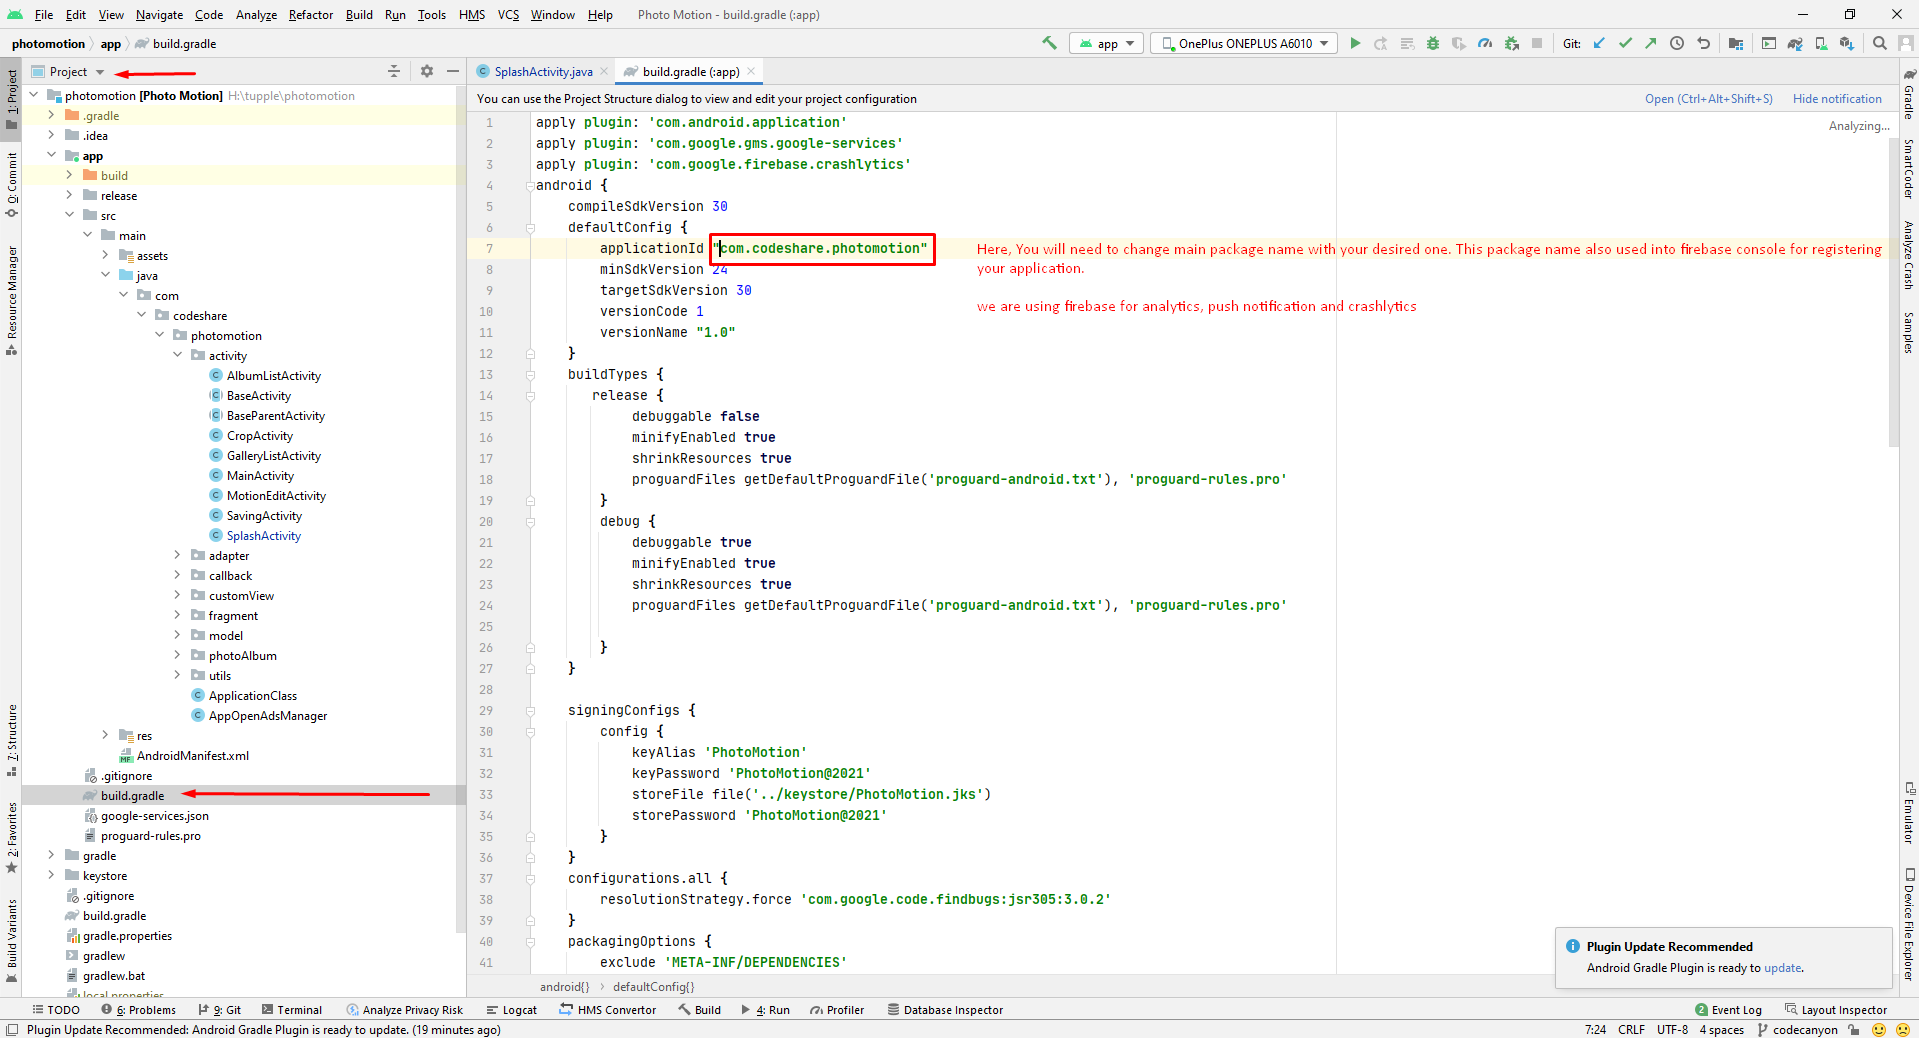 File Edit View Navigate Code Analyze Refactor Build Run Tools HMS VCS Window Help Photo Motion - build.gradle (:app)
photomotion app build.gradle
app OnePlus ONEPLUS A6010 Git:
Project
SplashActivity.java build.gradle (:app)
You can use the Project Structure dialog to view and edit your project configuration
Open (Ctrl+Alt+Shift+S) Hide notification
Analyzing...
1: Project
0: Commit
Resource Manager
7: Structure
2: Favorites
Build Variants
photomotion [Photo Motion] H:\tupple\photomotion
.gradle
.idea
app
build
release
src
main
assets
java
com
codeshare
photomotion
activity
AlbumListActivity
BaseActivity
BaseParentActivity
CropActivity
GalleryListActivity
MainActivity
MotionEditActivity
SavingActivity
SplashActivity
adapter
callback
customView
fragment
model
photoAlbum
utils
ApplicationClass
AppOpenAdsManager
res
AndroidManifest.xml
.gitignore
build.gradle
google-services.json
proguard-rules.pro
gradle
keystore
.gitignore
build.gradle
gradle.properties
gradlew
gradlew.bat
local.properties
1 apply plugin: 'com.android.application'
2 apply plugin: 'com.google.gms.google-services'
3 apply plugin: 'com.google.firebase.crashlytics'
4 android {
5 compileSdkVersion 30
6 defaultConfig {
7 applicationId "com.codeshare.photomotion"
8 minSdkVersion 24
9 targetSdkVersion 30
10 versionCode 1
11 versionName "1.0"
12 }
13 buildTypes {
14 release {
15 debuggable false
16 minifyEnabled true
17 shrinkResources true
18 proguardFiles getDefaultProguardFile('proguard-android.txt'), 'proguard-rules.pro'
19 }
20 debug {
21 debuggable true
22 minifyEnabled true
23 shrinkResources true
24 proguardFiles getDefaultProguardFile('proguard-android.txt'), 'proguard-rules.pro'
25
26 }
27 }
28
29 signingConfigs {
30 config {
31 keyAlias 'PhotoMotion'
32 keyPassword 'PhotoMotion@2021'
33 storeFile file('../keystore/PhotoMotion.jks')
34 storePassword 'PhotoMotion@2021'
35 }
36 }
37 configurations.all {
38 resolutionStrategy.force 'com.google.code.findbugs:jsr305:3.0.2'
39 }
40 packagingOptions {
41 exclude 'META-INF/DEPENDENCIES'
Here, You will need to change main package name with your desired one. This package name also used into firebase console for registering
your application.
we are using firebase for analytics, push notification and crashlytics
Gradle
SmartCoder
Analyze Crash
Samples
Emulator
Device File Explorer
Plugin Update Recommended
Android Gradle Plugin is ready to update.
android{} defaultConfig{}
TODO 6: Problems 9: Git Terminal Analyze Privacy Risk Logcat HMS Convertor Build 4: Run Profiler Database Inspector 2 Event Log Layout Inspector
Plugin Update Recommended: Android Gradle Plugin is ready to update. (19 minutes ago) 7:24 CRLF UTF-8 4 spaces codecanyon